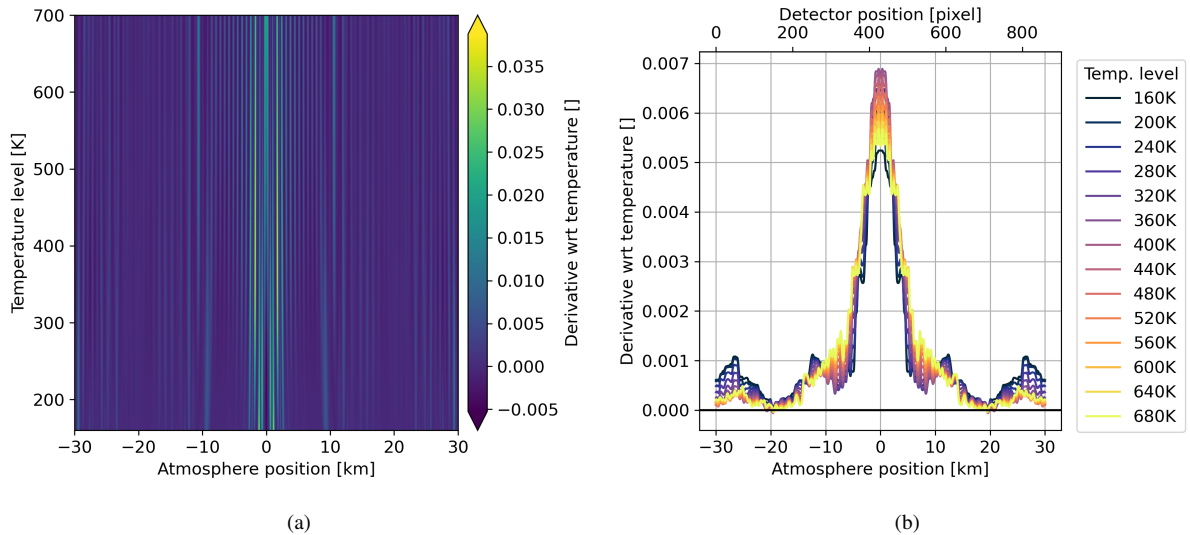 700
600
500
400
300
200
Temperature level [K]
−30
−20
−10
0
10
20
30
Atmosphere position [km]
0.035
0.030
0.025
0.020
0.015
0.010
0.005
0.000
−0.005
Derivative wrt temperature []
(a)
Detector position [pixel]
0
200
400
600
800
0.007
0.006
0.005
0.004
0.003
0.002
0.001
0.000
Derivative wrt temperature []
−30
−20
−10
0
10
20
30
Atmosphere position [km]
Temp. level
160K
200K
240K
280K
320K
360K
400K
440K
480K
520K
560K
600K
640K
680K
(b)